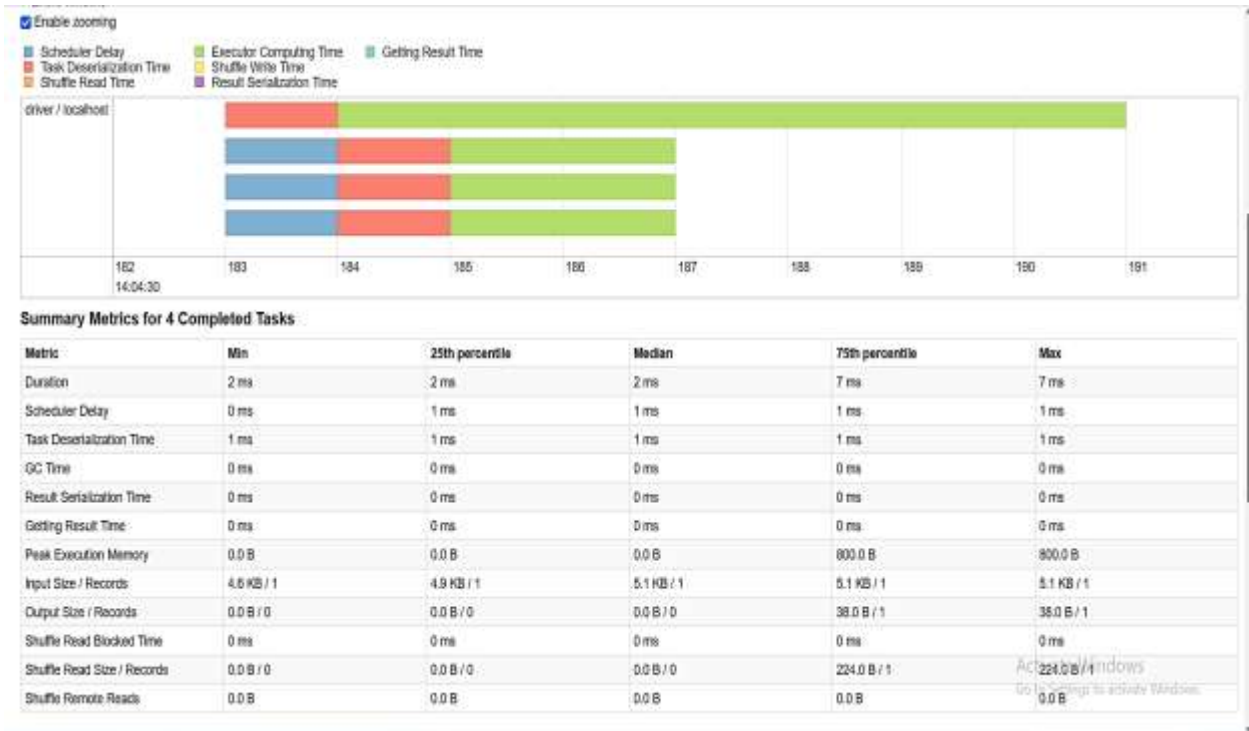 Enable zooming
Scheduler Delay Executor Computing Time Getting Result Time
Task Deserialization Time Shuffle Write Time
Shuffle Read Time Result Serialization Time
driver / localhost
182 183 184 185 186 187 188 189 190 191
14:04:30
Summary Metrics for 4 Completed Tasks
Metric Min 25th percentile Median 75th percentile Max
Duration 2 ms 2 ms 2 ms 7 ms 7 ms
Scheduler Delay 0 ms 1 ms 1 ms 1 ms 1 ms
Task Deserialization Time 1 ms 1 ms 1 ms 1 ms 1 ms
GC Time 0 ms 0 ms 0 ms 0 ms 0 ms
Result Serialization Time 0 ms 0 ms 0 ms 0 ms 0 ms
Getting Result Time 0 ms 0 ms 0 ms 0 ms 0 ms
Peak Execution Memory 0.0 B 0.0 B 0.0 B 800.0 B 800.0 B
Input Size / Records 4.6 KB / 1 4.9 KB / 1 5.1 KB / 1 5.1 KB / 1 5.1 KB / 1
Output Size / Records 0.0 B / 0 0.0 B / 0 0.0 B / 0 38.0 B / 1 38.0 B / 1
Shuffle Read Blocked Time 0 ms 0 ms 0 ms 0 ms 0 ms
Shuffle Read Size / Records 0.0 B / 0 0.0 B / 0 0.0 B / 0 224.0 B / 1 224.0 B / 1
Activate Windows
Go to Settings to activate Windows.
Shuffle Remote Reads 0.0 B 0.0 B 0.0 B 0.0 B 0.0 B